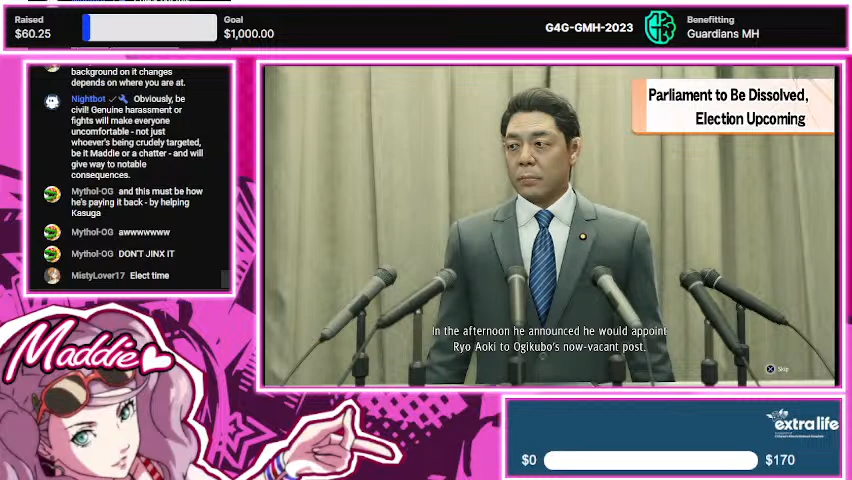 Raised
$60.25
Goal
$1,000.00
G4G-GMH-2023
Benefitting
Guardians MH
background on it changes
depends on where you are at.
Nightbot Obviously, be
civil! Genuine harassment or
fights will make everyone
uncomfortable - not just
whoever's being crudely targeted,
be it Maddie or a chatter - and will
give way to notable
consequences.
Mythol-OG and this must be how
he's paying it back - by helping
Kasuga
Mythol-OG awwwwwww
Mythol-OG DON'T JINX IT
MistyLover17 Elect time
Parliament to Be Dissolved,
Election Upcoming
In the afternoon he announced he would appoint
Ryo Aoki to Ogikubo's now-vacant post.
Skip
Maddie
extralife
$0
$170